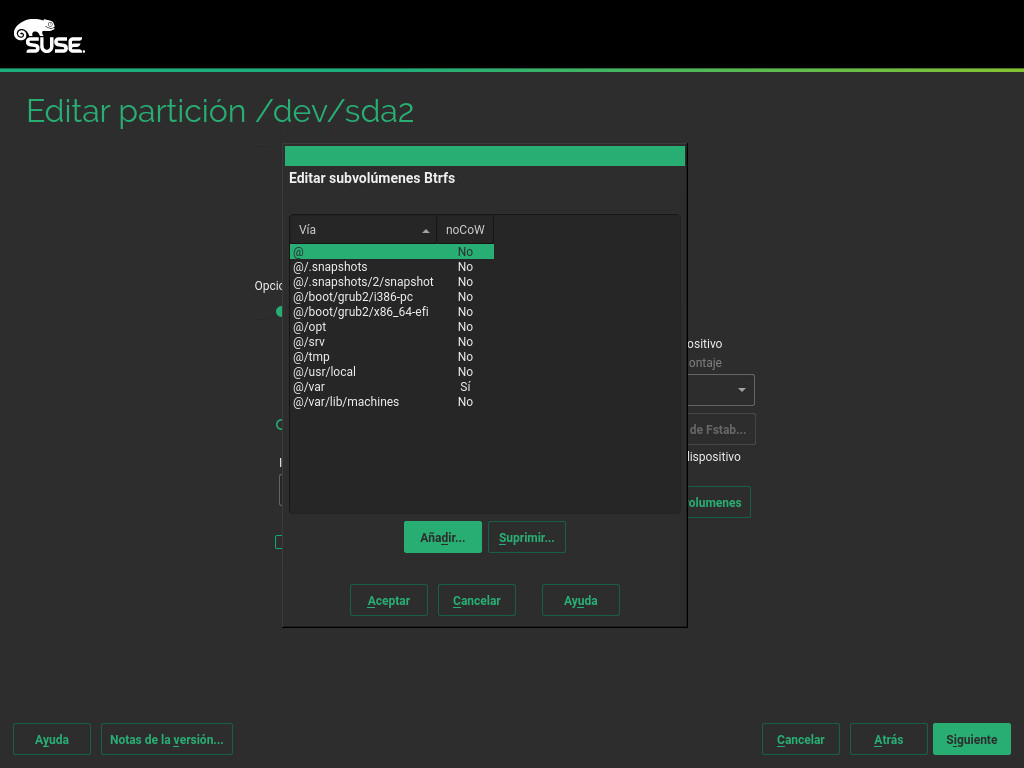 SUSE.
Editar partición /dev/sda2
Editar subvolúmenes Btrfs
Vía noCoW
@ No
@/.snapshots No
@/.snapshots/2/snapshot No
@/boot/grub2/i386-pc No
@/boot/grub2/x86_64-efi No
@/opt No
@/srv No
@/tmp No
@/usr/local No
@/var Sí
@/var/lib/machines No
Añadir... Suprimir...
Aceptar Cancelar Ayuda
Opcio
ositivo
ontaje
de Fstab...
dispositivo
olumenes
Ayuda Notas de la versión... Cancelar Atrás Siguiente